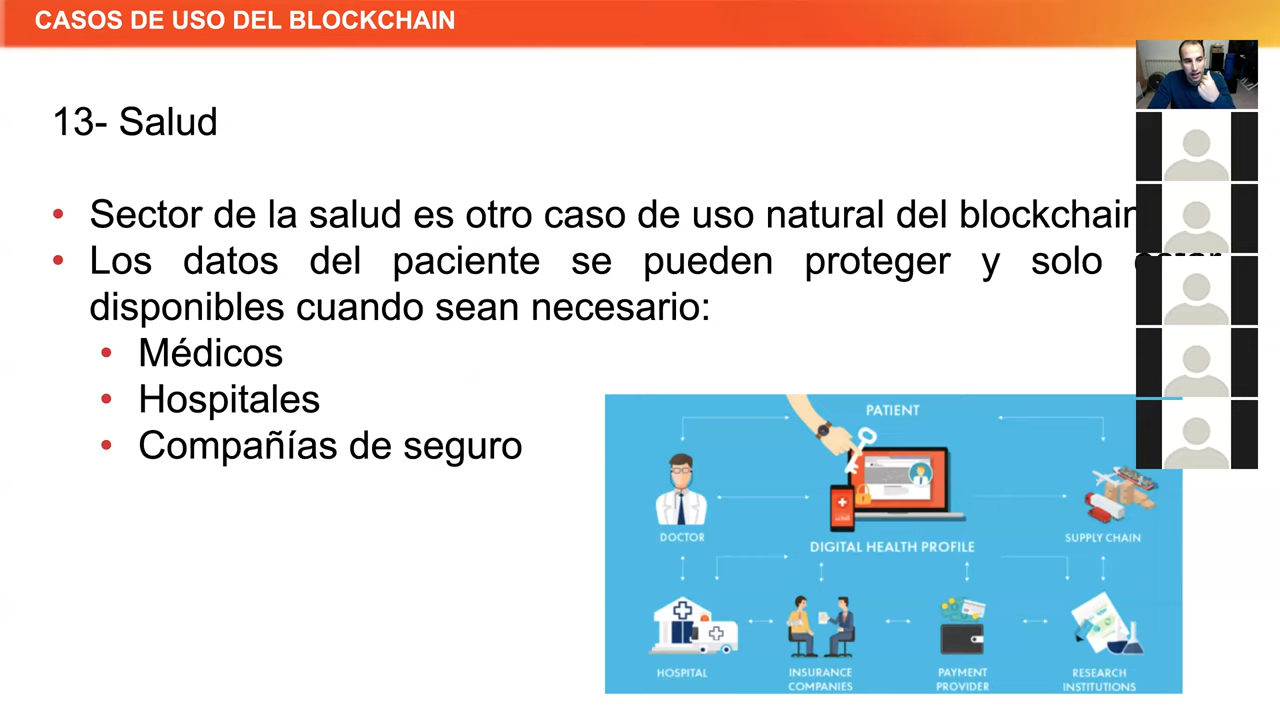 CASOS DE USO DEL BLOCKCHAIN
13- Salud
• Sector de la salud es otro caso de uso natural del blockchain
• Los datos del paciente se pueden proteger y solo
disponibles cuando sean necesario:
• Médicos
• Hospitales
• Compañías de seguro
PATIENT
DOCTOR
DIGITAL HEALTH PROFILE
SUPPLY CHAIN
HOSPITAL
INSURANCE
COMPANIES
PAYMENT
PROVIDER
RESEARCH
INSTITUTIONS